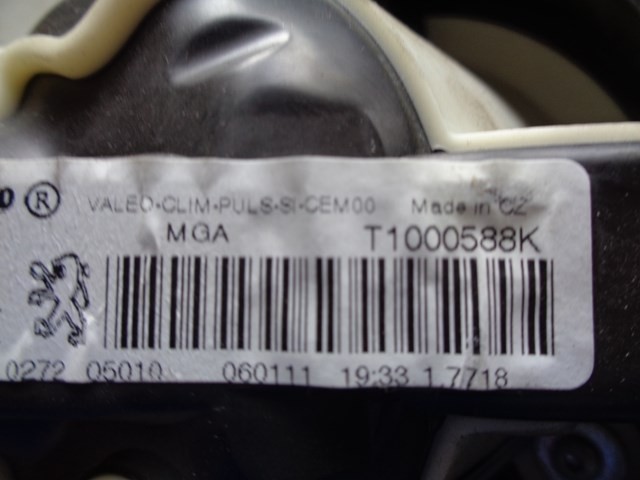 ® VALEO-CLIM-PULS-SI-CEM00 Made in CZ
MGA T1000588K
0272 05010 060111 19:33 1.7718